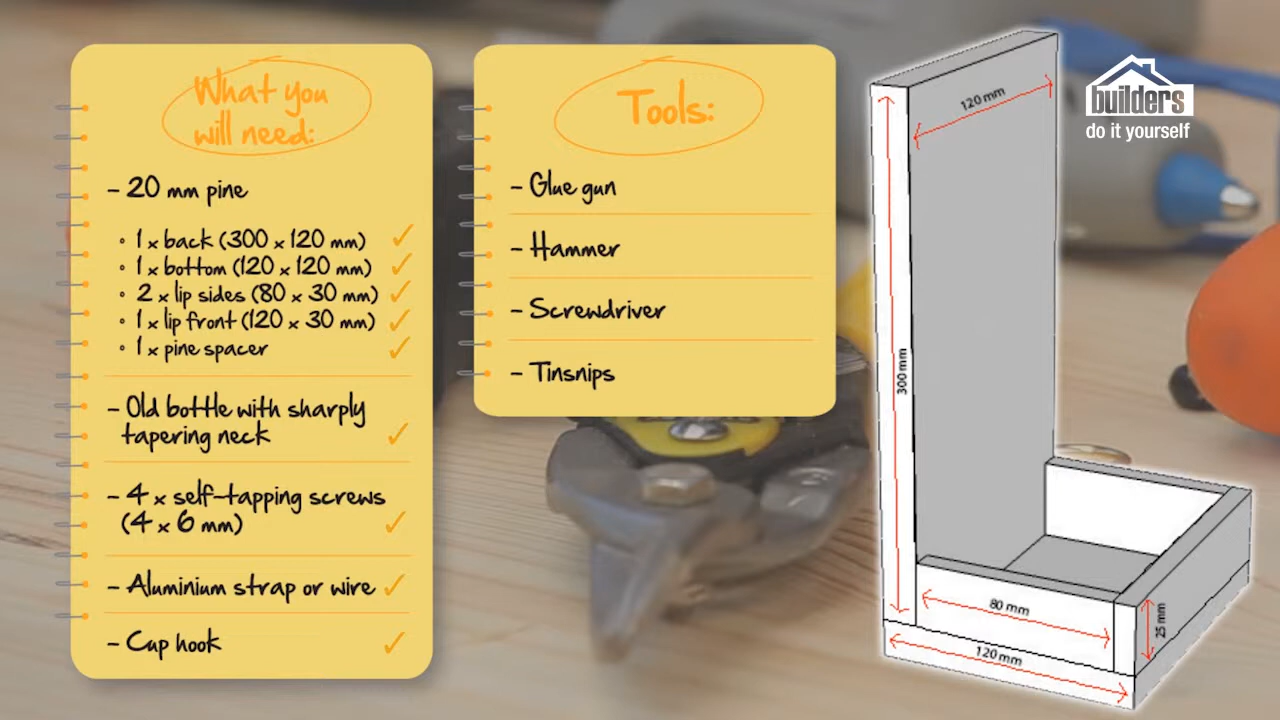 What you
will need:
- 20 mm pine
◦ 1 x back (300 x 120 mm) ✓
◦ 1 x bottom (120 x 120 mm) ✓
◦ 2 x lip sides (80 x 30 mm) ✓
◦ 1 x lip front (120 x 30 mm) ✓
◦ 1 x pine spacer ✓
- Old bottle with sharply
tapering neck ✓
- 4 x self-tapping screws
(4 x 6 mm) ✓
- Aluminium strap or wire ✓
- Cup hook ✓
Tools:
- Glue gun
- Hammer
- Screwdriver
- Tinsnips
120 mm
300 mm
80 mm
25 mm
120 mm
builders
do it yourself